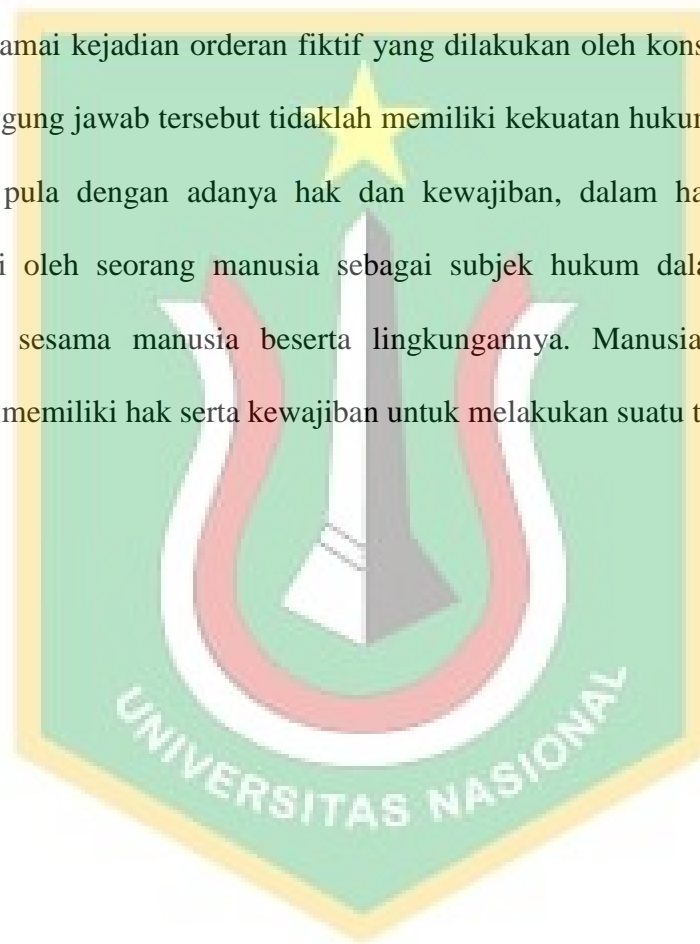 amai kejadian orderan fiktif yang dilakukan oleh kons
gung jawab tersebut tidaklah memiliki kekuatan hukum
pula dengan adanya hak dan kewajiban, dalam ha
i oleh seorang manusia sebagai subjek hukum dala
sesama manusia beserta lingkungannya. Manusia
memiliki hak serta kewajiban untuk melakukan suatu t
UNIVERSITAS NASIONAL